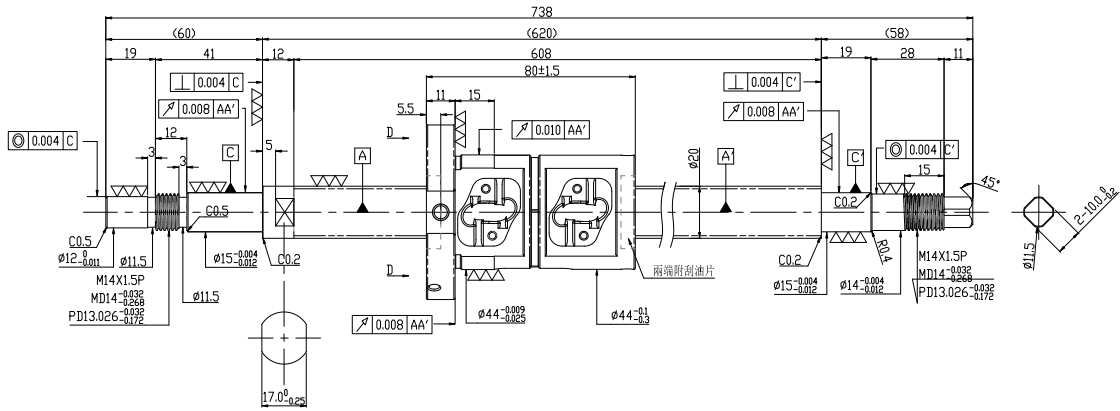 738
(60)
(620)
(58)
19
41
12
608
19
28
11
80±1.5
⊥ 0.004 C
⊥ 0.004 C'
11
15
↗ 0.008 AA'
↗ 0.008 AA'
5.5
12
D
↗ 0.010 AA'
◎ 0.004 C
◎ 0.004 C'
3
3
C
5
A
Ø20
A'
C'
15
45°
C0.5
C0.2
2-10.0 0 -0.2
C0.5
Ø12 0 -0.011
Ø11.5
Ø15 -0.004 -0.012
C0.2
D
兩端附刮油片
C0.2
R0.4
Ø11.5
M14X1.5P
MD14 -0.032 -0.268
PD13.026 -0.032 -0.172
Ø11.5
Ø15 -0.004 -0.012
Ø14 -0.004 -0.012
M14X1.5P
MD14 -0.032 -0.268
PD13.026 -0.032 -0.172
↗ 0.008 AA'
Ø44 -0.009 -0.025
Ø44 -0.1 -0.3
17.0 0 -0.25